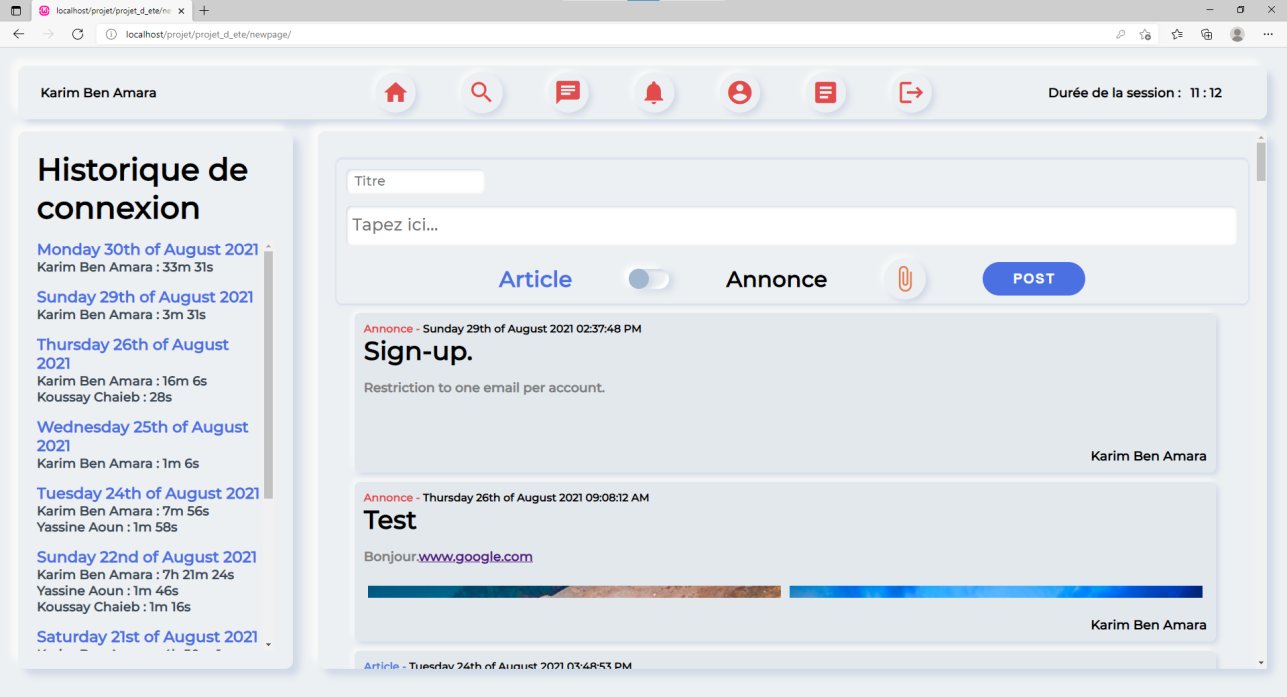 localhost/projet/projet_d_ete/ne
localhost/projet/projet_d_ete/newpage/
Karim Ben Amara
Durée de la session : 11 : 12
Historique de
connexion
Monday 30th of August 2021
Karim Ben Amara : 33m 31s
Sunday 29th of August 2021
Karim Ben Amara : 3m 31s
Thursday 26th of August
2021
Karim Ben Amara : 16m 6s
Koussay Chaieb : 28s
Wednesday 25th of August
2021
Karim Ben Amara : 1m 6s
Tuesday 24th of August 2021
Karim Ben Amara : 7m 56s
Yassine Aoun : 1m 58s
Sunday 22nd of August 2021
Karim Ben Amara : 7h 21m 24s
Yassine Aoun : 1m 46s
Koussay Chaieb : 1m 16s
Saturday 21st of August 2021
Titre
Tapez ici...
Article
Annonce
POST
Annonce - Sunday 29th of August 2021 02:37:48 PM
Sign-up.
Restriction to one email per account.
Karim Ben Amara
Annonce - Thursday 26th of August 2021 09:08:12 AM
Test
Bonjour.www.google.com
Karim Ben Amara
Article - Tuesday 24th of August 2021 03:48:53 PM